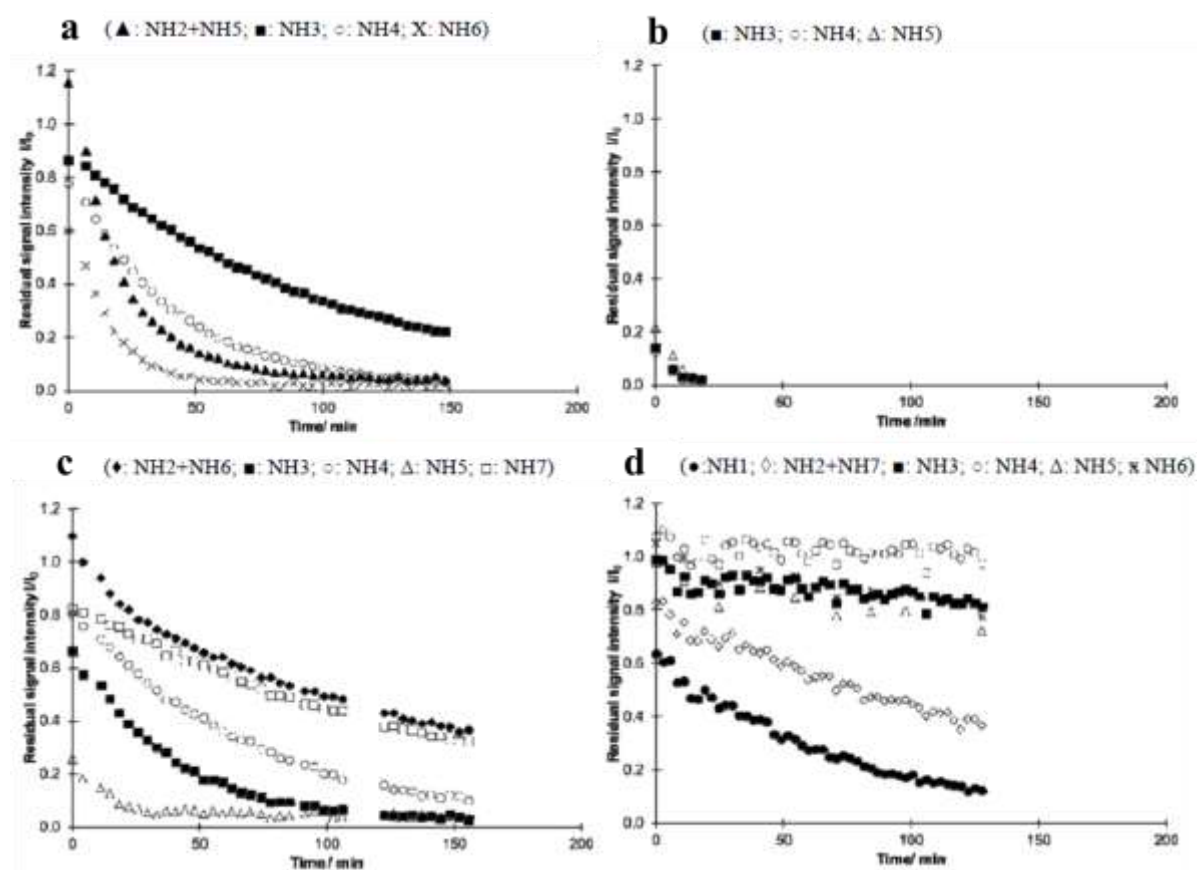 a (▲: NH2+NH5; ■: NH3; ○: NH4; X: NH6)
Residual signal intensity I/I0
1.2
1.0
0.8
0.6
0.4
0.2
0.0
0 50 100 150 200
Time/ min
b (■: NH3; ○: NH4; △: NH5)
Residual signal intensity I/I0
1.2
1.0
0.8
0.6
0.4
0.2
0.0
0 50 100 150 200
Time/ min
c (♦: NH2+NH6; ■: NH3; ○: NH4; △: NH5; □: NH7)
Residual signal intensity I/I0
1.2
1.0
0.8
0.6
0.4
0.2
0.0
0 50 100 150 200
Time/ min
d (●:NH1; ◇: NH2+NH7; ■: NH3; ○: NH4; △: NH5; ж NH6)
Residual signal intensity I/I0
1.2
1.0
0.8
0.6
0.4
0.2
0.0
0 50 100 150 200
Time/ min